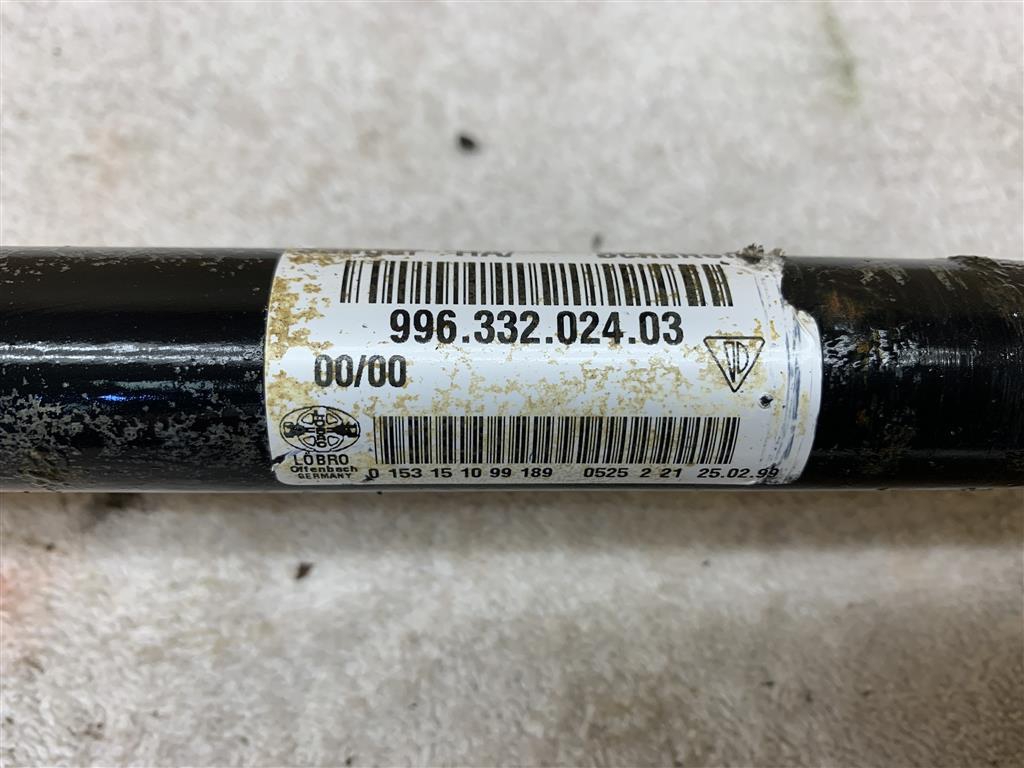 996.332.024.03
00/00
LÖBRO
Offenbach
GERMANY
0 153 15 10 99 189 0525 2 21 25.02.99